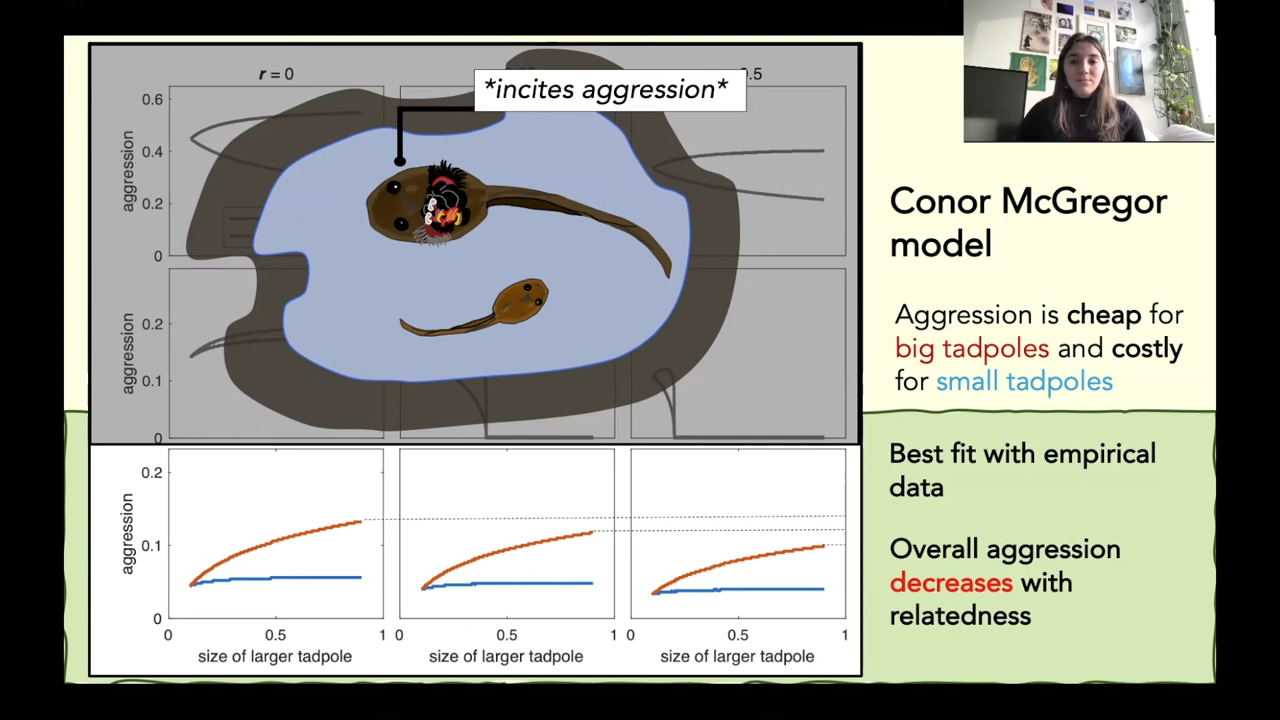 r = 0
.5
*incites aggression*
0.6
0.4
0.2
0
aggression
0.2
0.1
0
aggression
0.2
0.1
0
aggression
0
0.5
1
0
0.5
1
0
0.5
1
size of larger tadpole
size of larger tadpole
size of larger tadpole
Conor McGregor
model
Aggression is cheap for
big tadpoles and costly
for small tadpoles
Best fit with empirical
data
Overall aggression
decreases with
relatedness